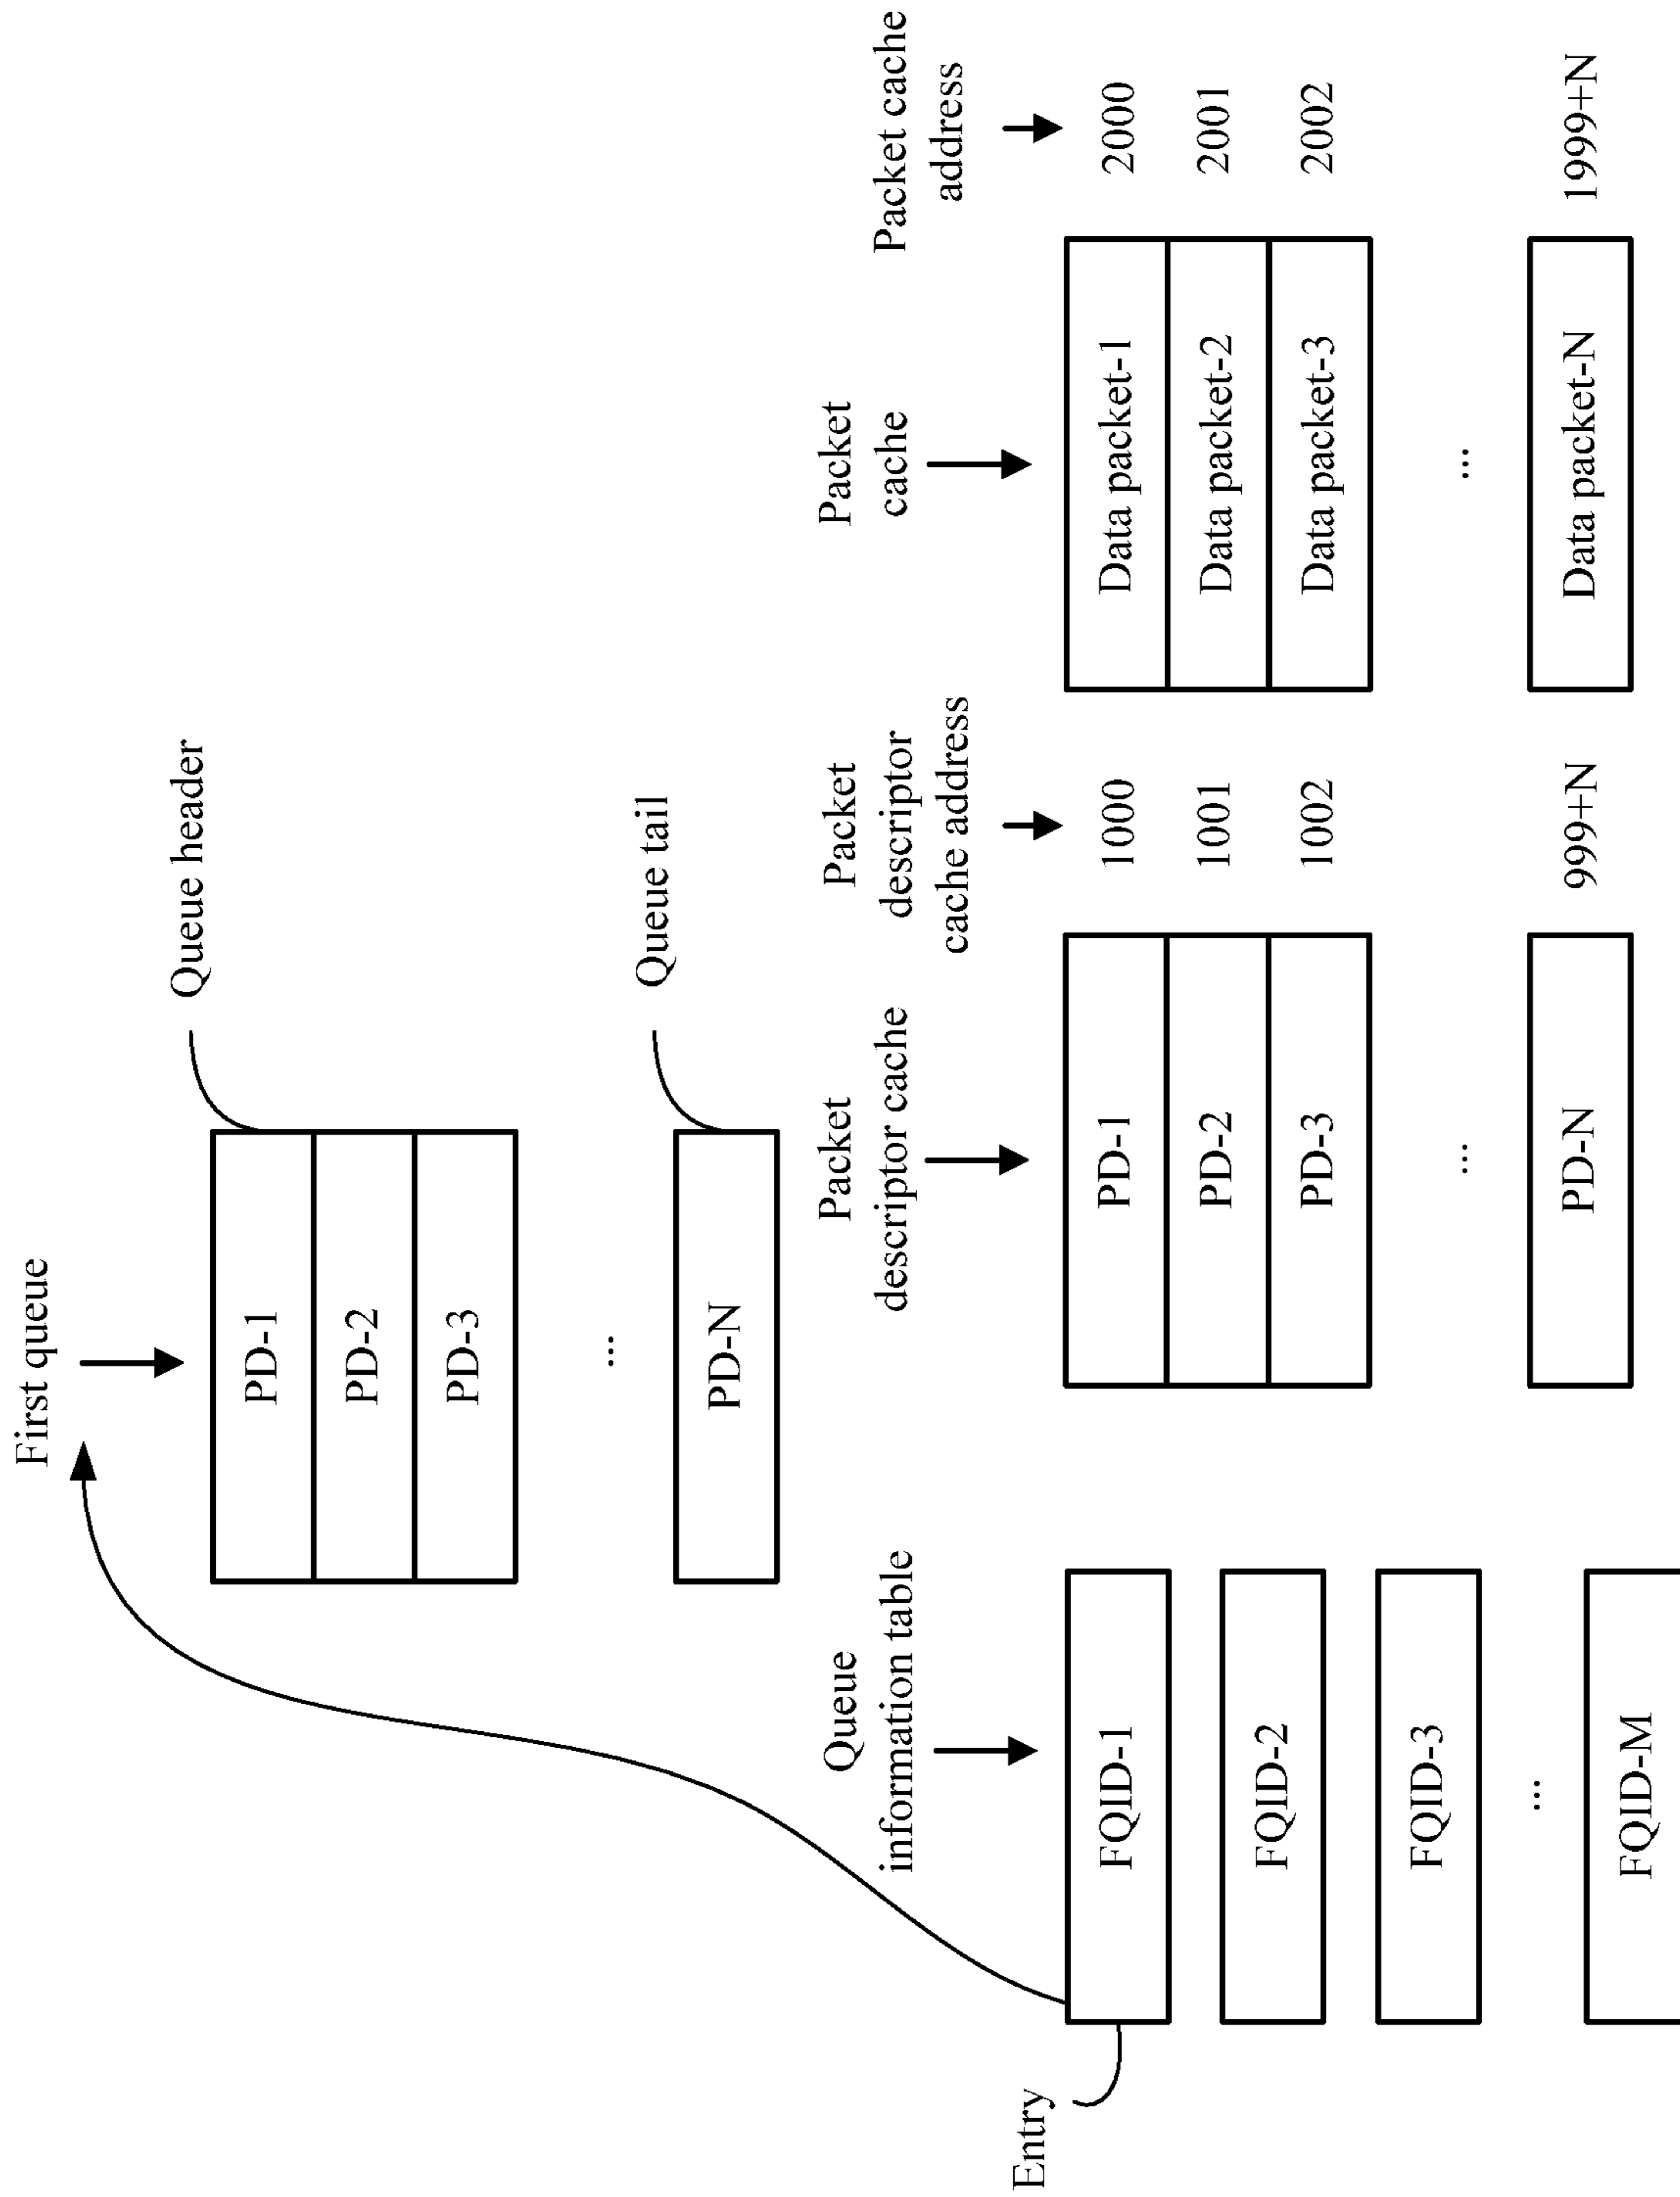 First queue
PD-1
PD-2
PD-3
...
PD-N
Queue header
Queue tail
Entry
Queue
information table
FQID-1
FQID-2
FQID-3
...
FQID-M
Packet
descriptor cache
PD-1
PD-2
PD-3
...
PD-N
Packet
descriptor
cache address
1000
1001
1002
999+N
Packet
cache
Data packet-1
Data packet-2
Data packet-3
...
Data packet-N
Packet cache
address
2000
2001
2002
1999+N